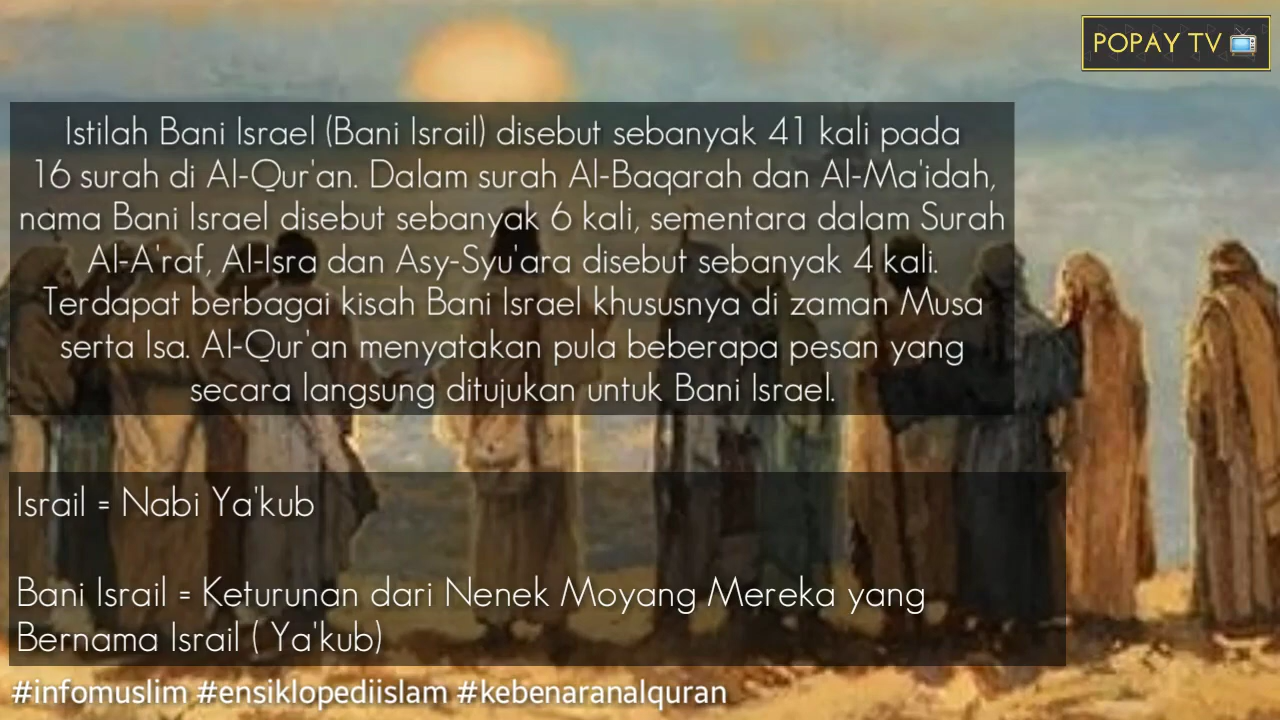 POPAY TV
Istilah Bani Israel (Bani Israil) disebut sebanyak 41 kali pada
16 surah di Al-Qur'an. Dalam surah Al-Baqarah dan Al-Ma'idah,
nama Bani Israel disebut sebanyak 6 kali, sementara dalam Surah
Al-A'raf, Al-Isra dan Asy-Syu'ara disebut sebanyak 4 kali.
Terdapat berbagai kisah Bani Israel khususnya di zaman Musa
serta Isa. Al-Qur'an menyatakan pula beberapa pesan yang
secara langsung ditujukan untuk Bani Israel.
Israil = Nabi Ya'kub
Bani Israil = Keturunan dari Nenek Moyang Mereka yang
Bernama Israil ( Ya'kub)
#infomuslim #ensiklopediislam #kebenaranalquran